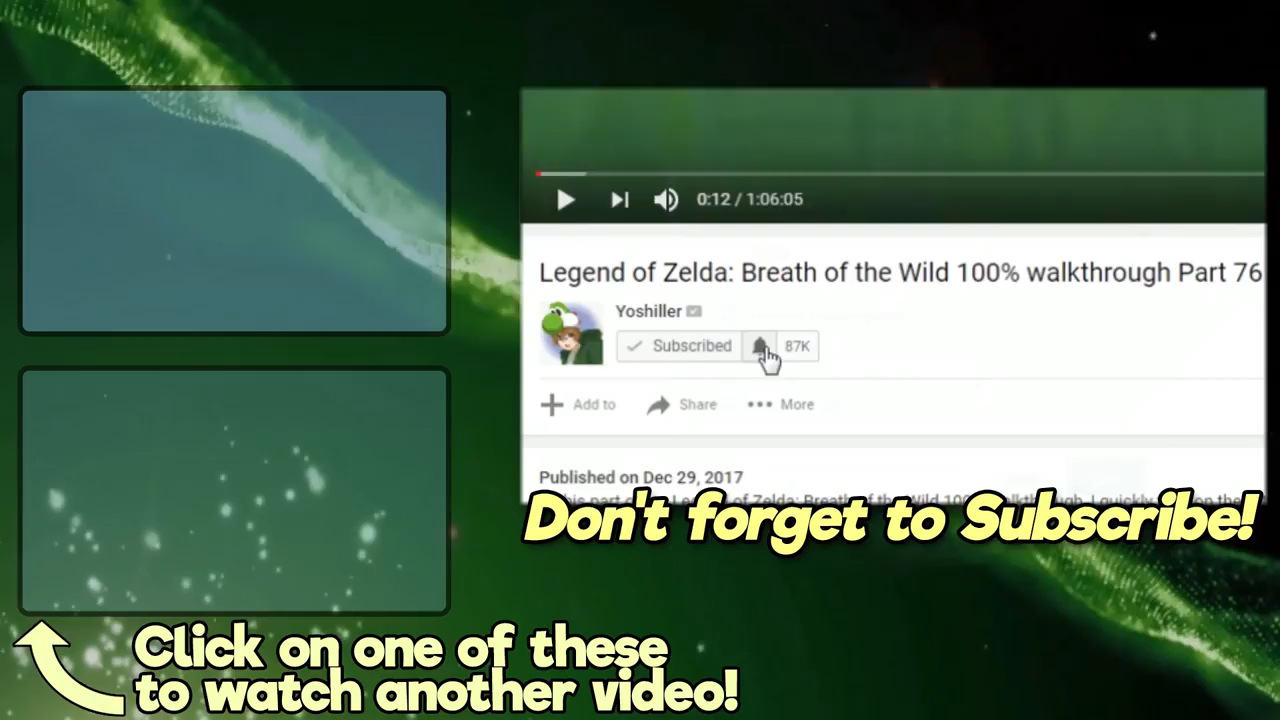 0:12 / 1:06:05
Legend of Zelda: Breath of the Wild 100% walkthrough Part 76
Yoshiller
Subscribed 87K
Add to Share More
Published on Dec 29, 2017
Don't forget to Subscribe!
Click on one of these
to watch another video!